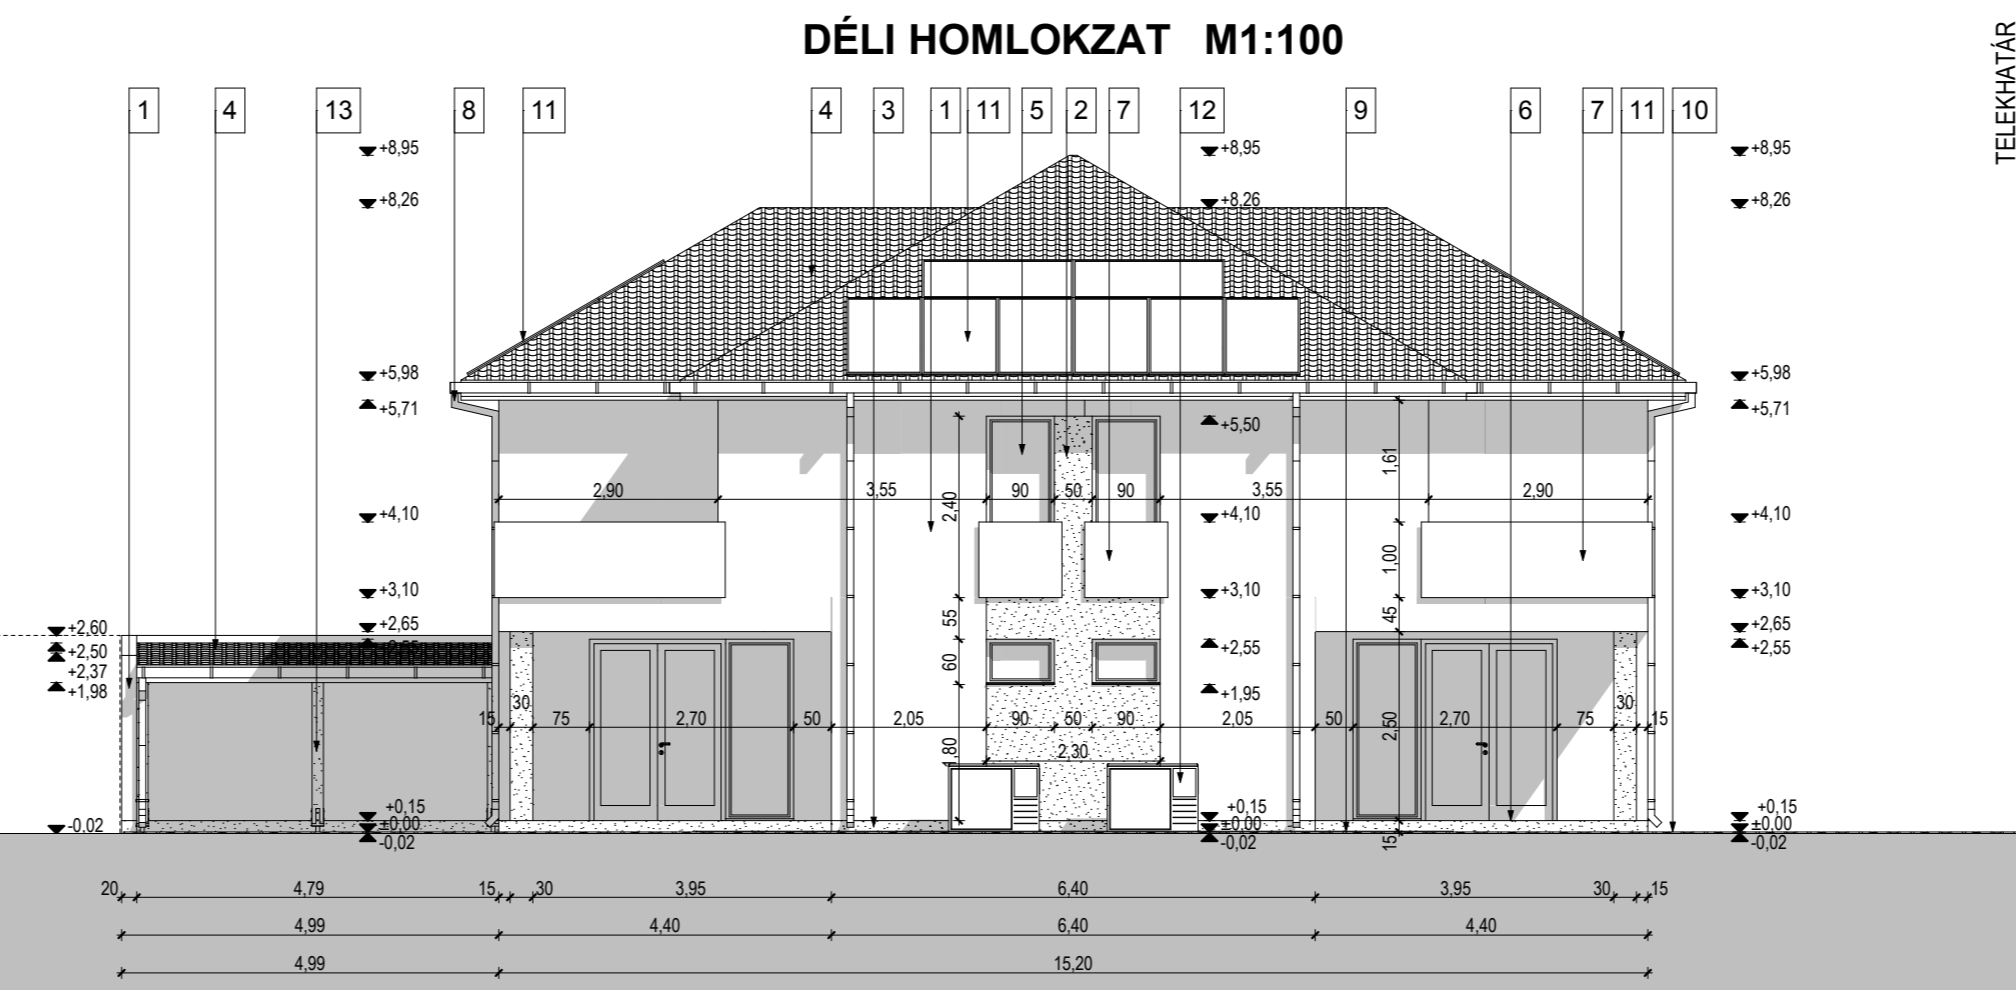 DÉLI HOMLOKZAT M1:100
TELEKHATÁR
1 4 13 8 11 4 3 1 11 5 2 7 12 9 6 7 11 10
+8,95 +8,95 +8,95
+8,26 +8,26 +8,26
+5,98 +5,98
+5,71 +5,50 +5,71
1,61
2,90 3,55 90 50 90 3,55 2,90
2,40
+4,10 +4,10 +4,10
1,00
+3,10 +3,10 +3,10
55 45
+2,60 +2,65 +2,65
+2,50 +2,55 +2,55
+2,37 60
+1,98 +1,95
30 30
15 75 2,70 50 2,05 90 50 90 2,05 50 2,50 2,70 75 15
1,80 2,30
+0,15 +0,15 +0,15
-0,02 ±0,00 ±0,00 ±0,00
-0,02 -0,02 15 -0,02
20 4,79 15 30 3,95 6,40 3,95 30 15
4,99 4,40 6,40 4,40
4,99 15,20